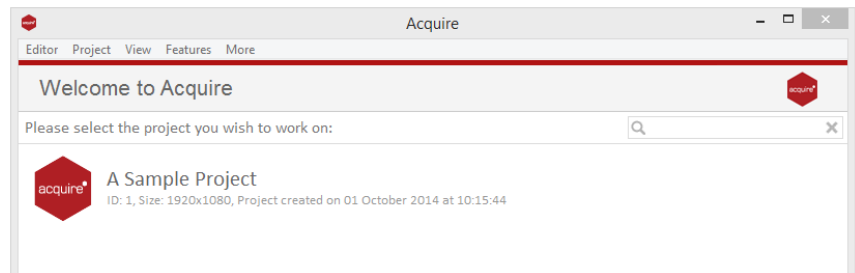 Acquire
Editor Project View Features More
Welcome to Acquire
acquire
Please select the project you wish to work on:
acquire
A Sample Project
ID: 1, Size: 1920x1080, Project created on 01 October 2014 at 10:15:44